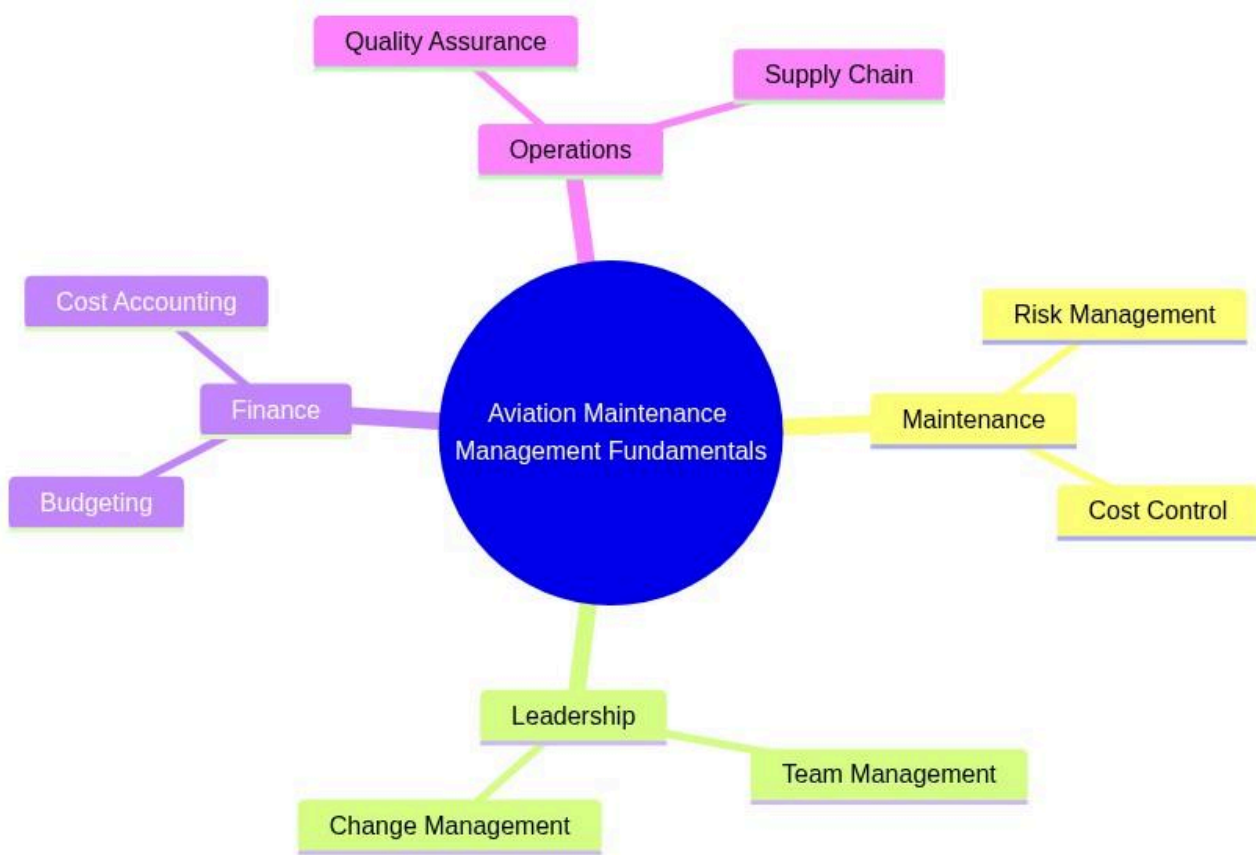 Quality Assurance
Supply Chain
Operations
Cost Accounting
Risk Management
Finance
Aviation Maintenance
Management Fundamentals
Maintenance
Budgeting
Cost Control
Leadership
Team Management
Change Management